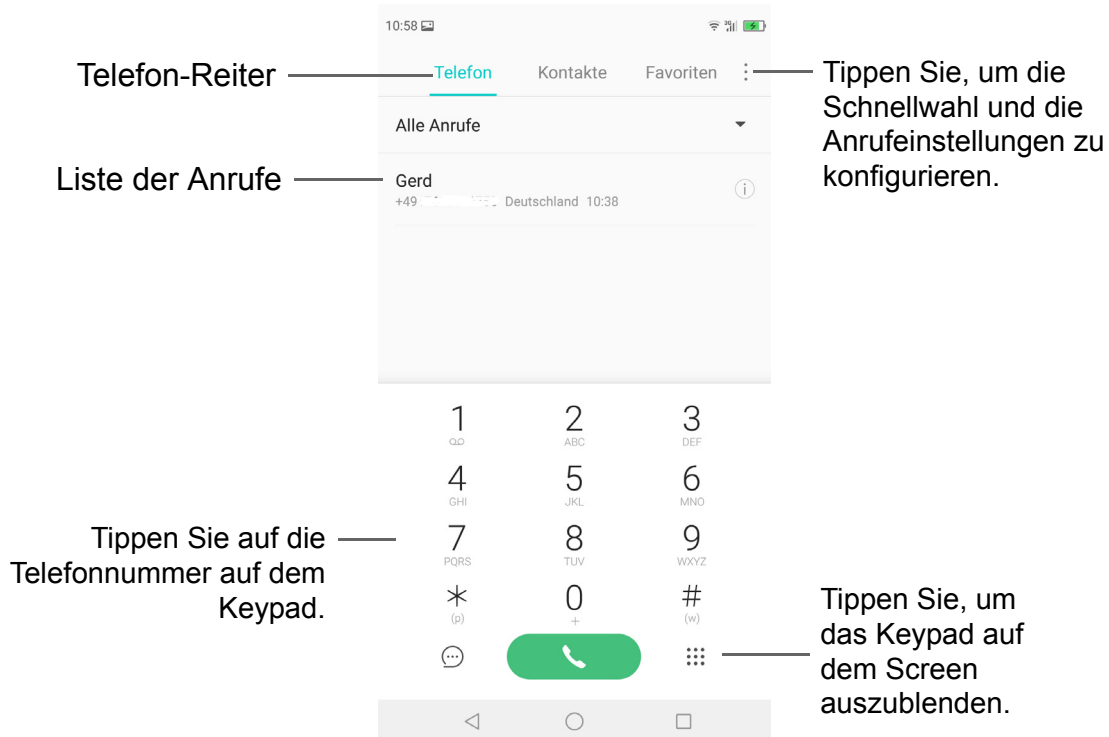 10:58
3G
Telefon Kontakte Favoriten
Telefon-Reiter
Tippen Sie, um die
Schnellwahl und die
Anrufeinstellungen zu
konfigurieren.
Alle Anrufe
Liste der Anrufe
Gerd
+49 Deutschland 10:38
1 2 3
ABC DEF
4 5 6
GHI JKL MNO
7 8 9
PQRS TUV WXYZ
* 0 #
(p) + (w)
Tippen Sie auf die
Telefonnummer auf dem
Keypad.
Tippen Sie, um
das Keypad auf
dem Screen
auszublenden.